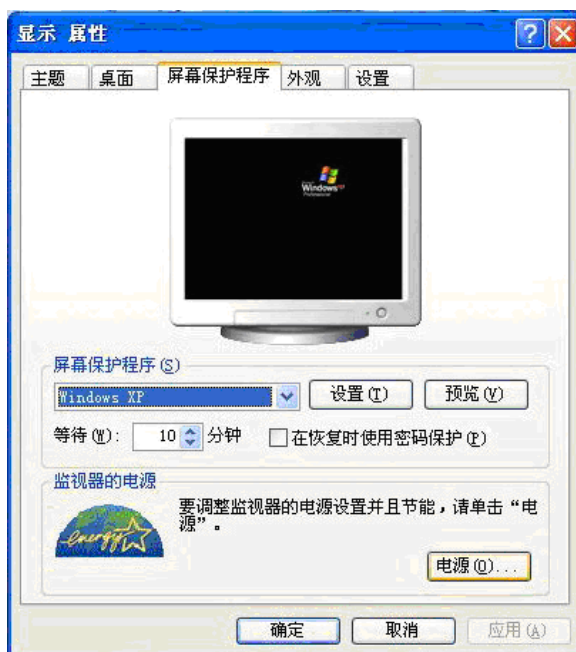 显示 属性
主题 桌面 屏幕保护程序 外观 设置
Windows
屏幕保护程序(S)
Windows XP 设置(T) 预览(V)
等待(W): 10 分钟 在恢复时使用密码保护(P)
监视器的电源
要调整监视器的电源设置并且节能，请单击“电
源”。
energy
电源(O)...
确定 取消 应用(A)